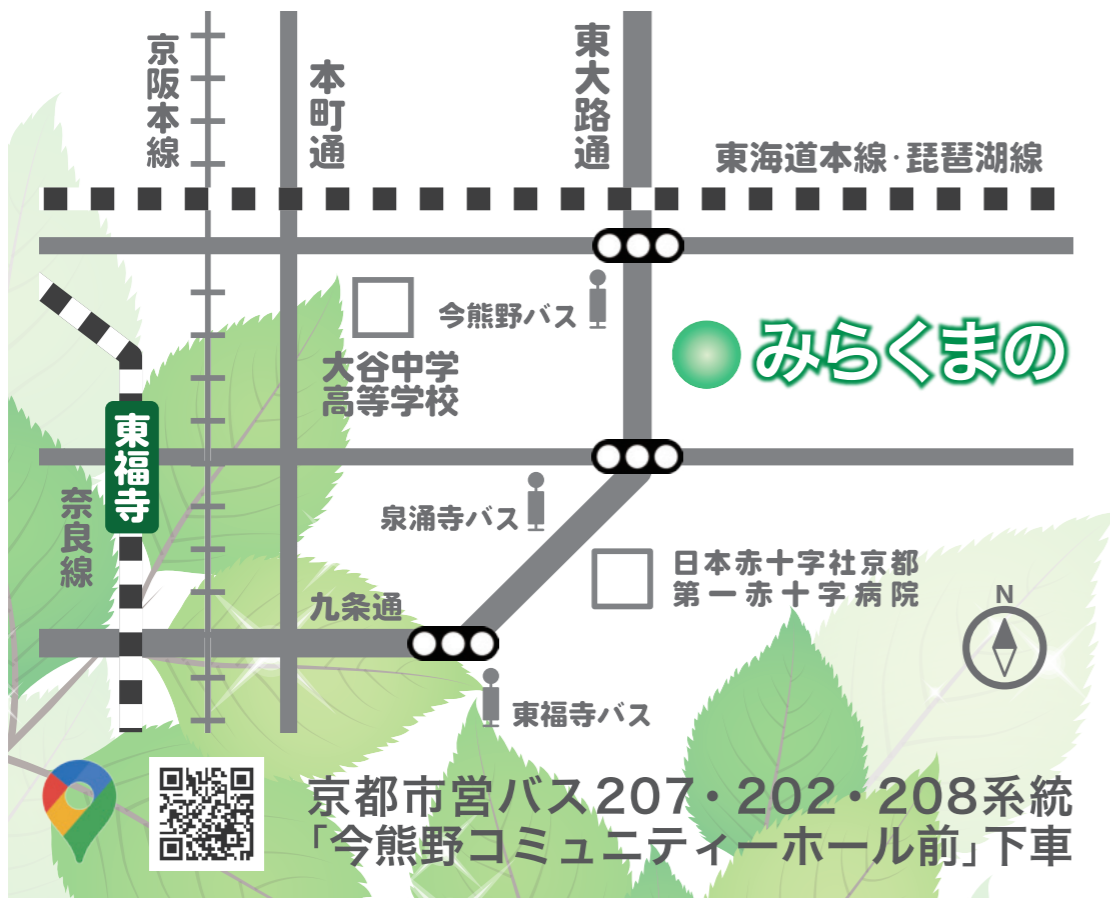 京阪本線
本町通
東大路通
東海道本線・琵琶湖線
今熊野バス
大谷中学
高等学校
みらくまの
東福寺
奈良線
泉涌寺バス
日本赤十字社京都
第一赤十字病院
九条通
N
東福寺バス
京都市営バス207・202・208系統
「今熊野コミュニティーホール前」下車